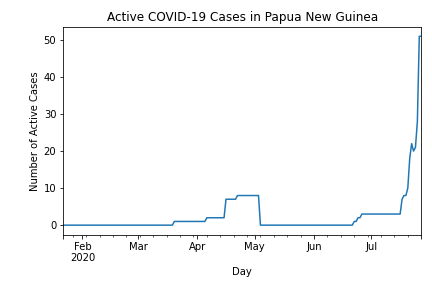 Active COVID-19 Cases in Papua New Guinea
50
40
30
20
10
0
Number of Active Cases
Feb Mar Apr May Jun Jul
2020
Day